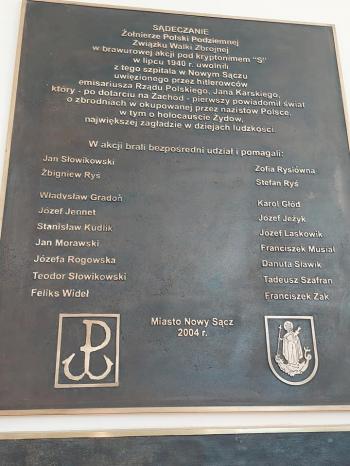 SĄDECZANIE
Żołnierze Polski Podziemnej
Związku Walki Zbrojnej
w brawurowej akcji pod kryptonimem "S"
w lipcu 1940 r. uwolnili
z tego szpitala w Nowym Sączu
uwięzionego przez hitlerowców
emisariusza Rządu Polskiego, Jana Karskiego,
który - po dotarciu na Zachód - pierwszy powiadomił świat
o zbrodniach w okupowanej przez nazistów Polsce,
w tym o holocauście Żydów,
największej zagładzie w dziejach ludzkości.
W akcji brali bezpośredni udział i pomagali:
Jan Słowikowski
Zbigniew Ryś
Władysław Gradoń
Józef Jennet
Stanisław Kudlik
Jan Morawski
Józefa Rogowska
Teodor Słowikowski
Feliks Wideł
Zofia Rysiówna
Stefan Ryś
Karol Głód
Józef Jeżyk
Józef Laskowik
Franciszek Musiał
Danuta Sławik
Tadeusz Szafran
Franciszek Żak
Miasto Nowy Sącz
2004 r.